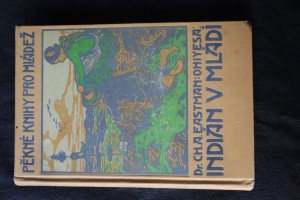 PĚKNÉ KNIHY PRO MLÁDEŽ
Dr. CH. A. EASTMAN: (OHIYESA)
INDIÁN V MLÁDÍ